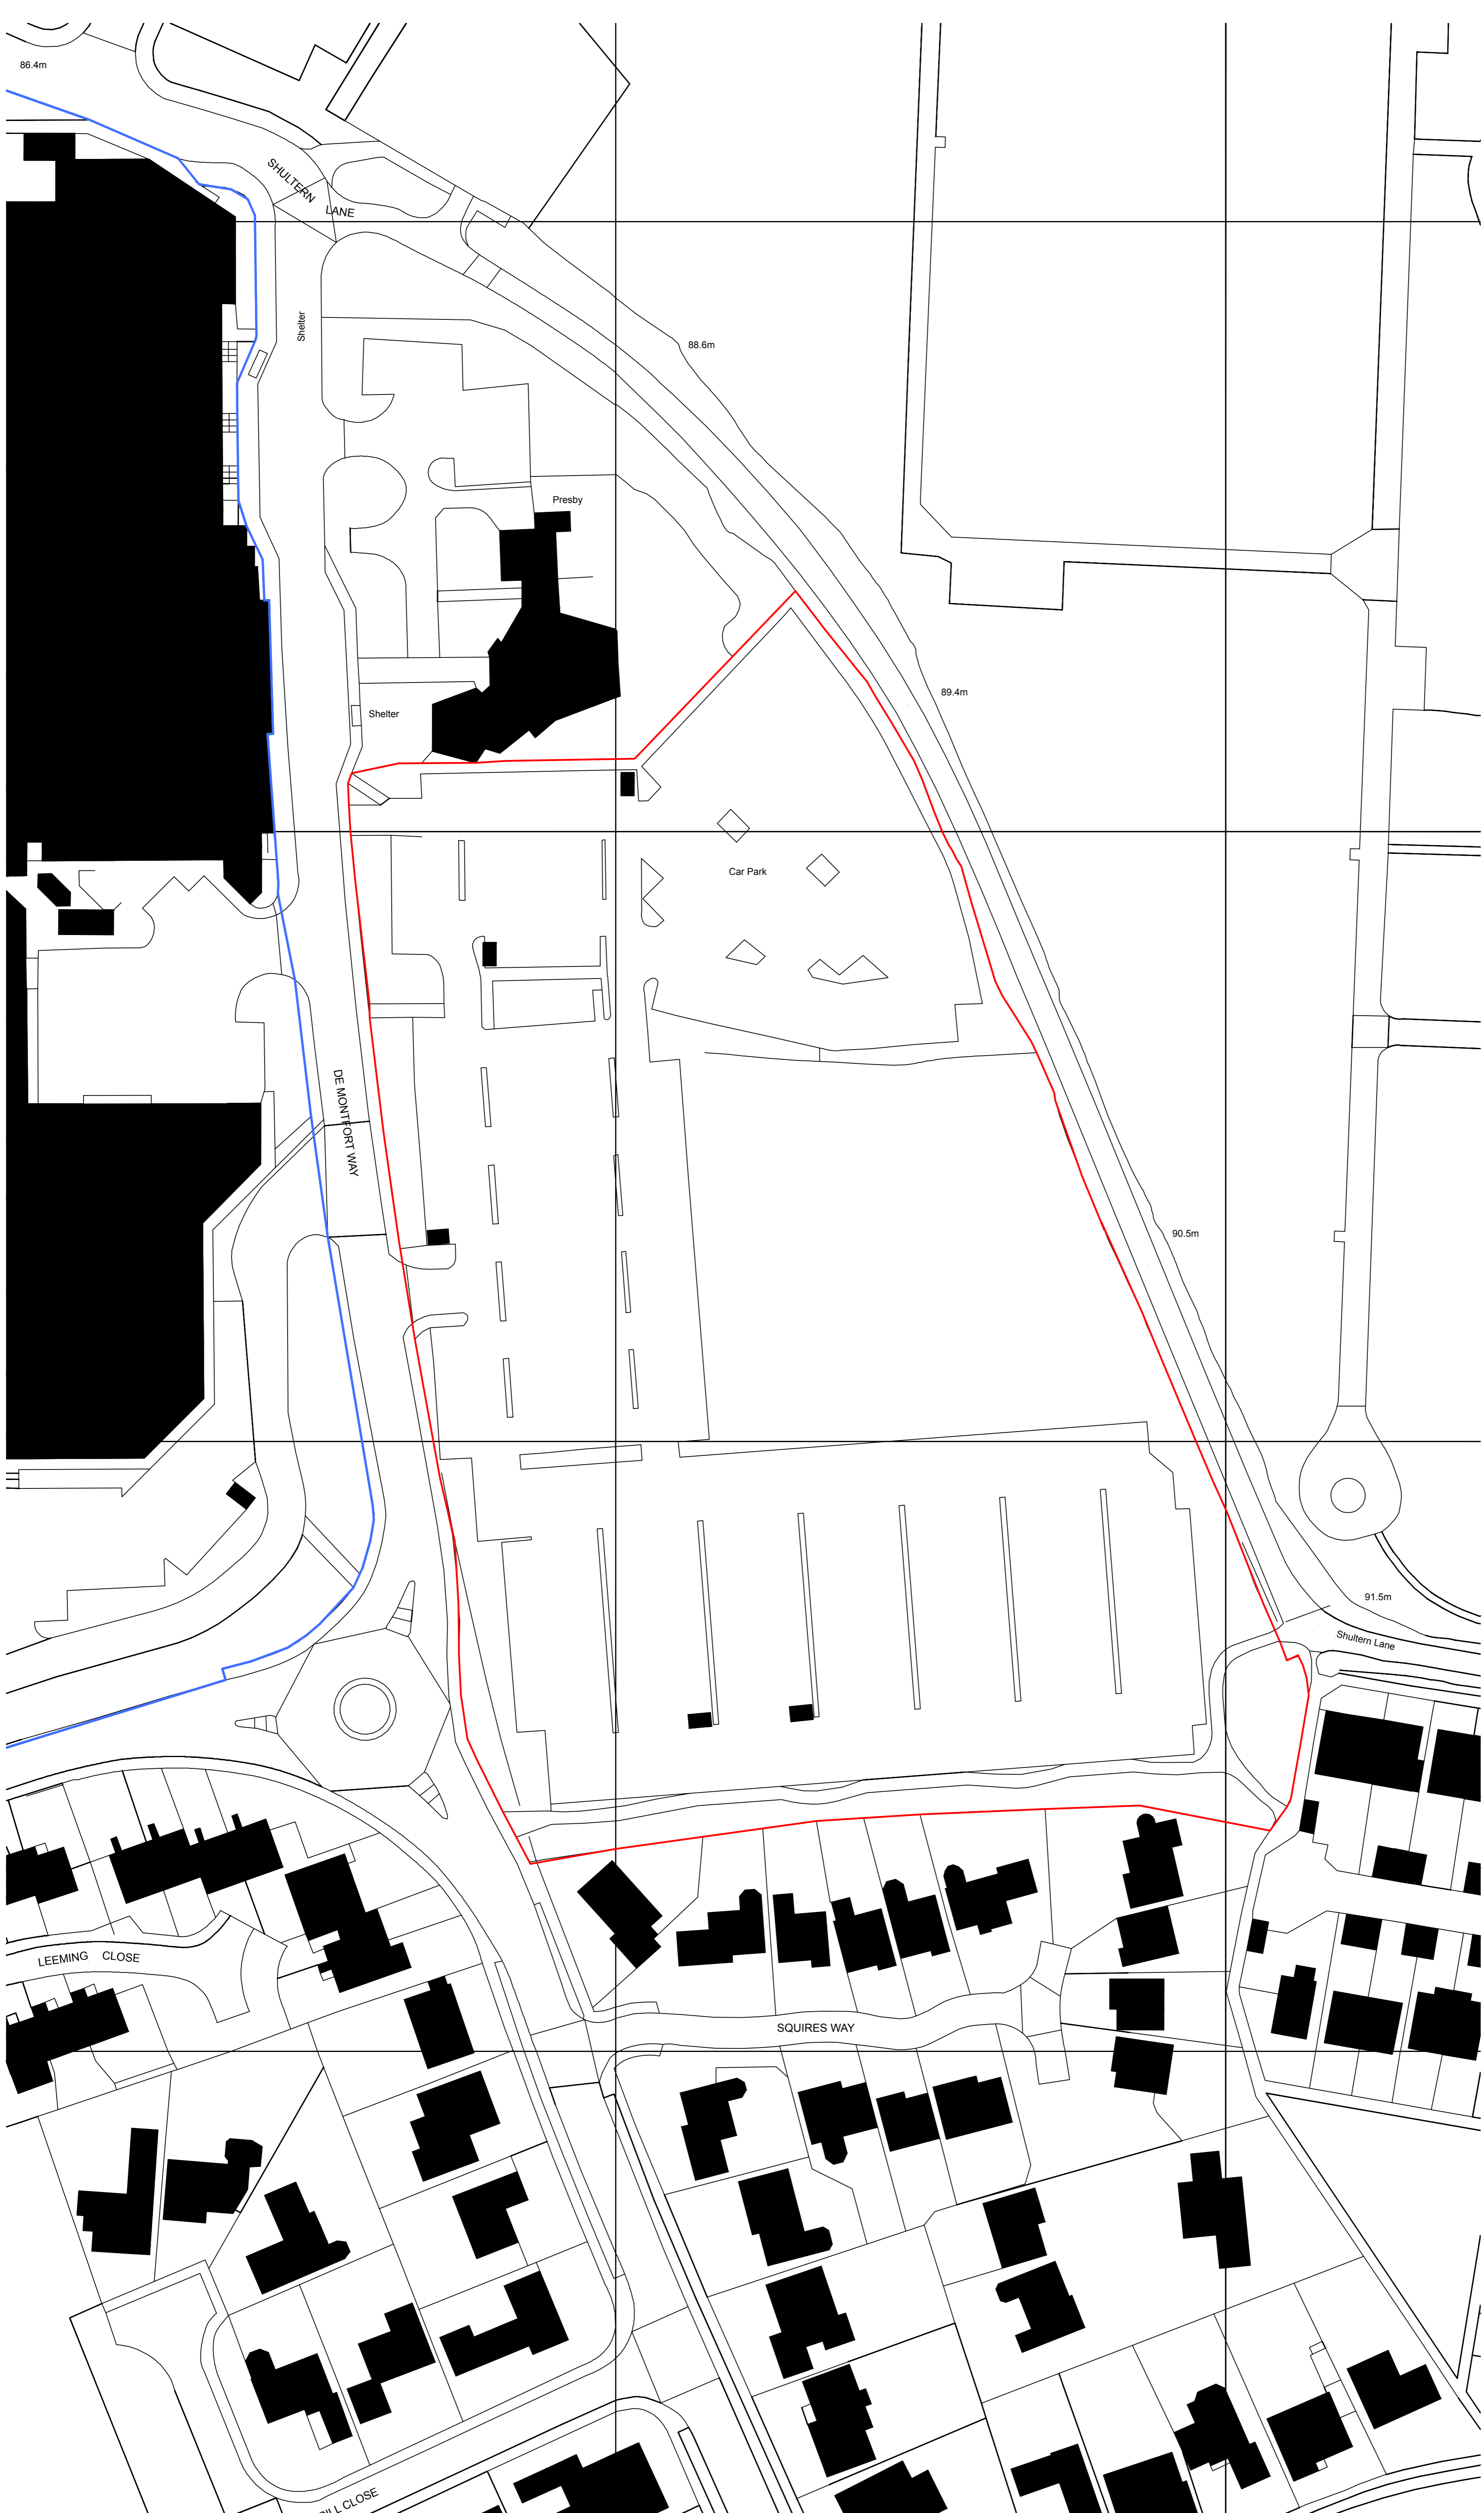 86.4m
SHULTERN
LANE
Shelter
88.6m
Presby
89.4m
Shelter
Car Park
DE MONTFORT WAY
90.5m
91.5m
Shultern Lane
LEEMING CLOSE
SQUIRES WAY
CLOSE